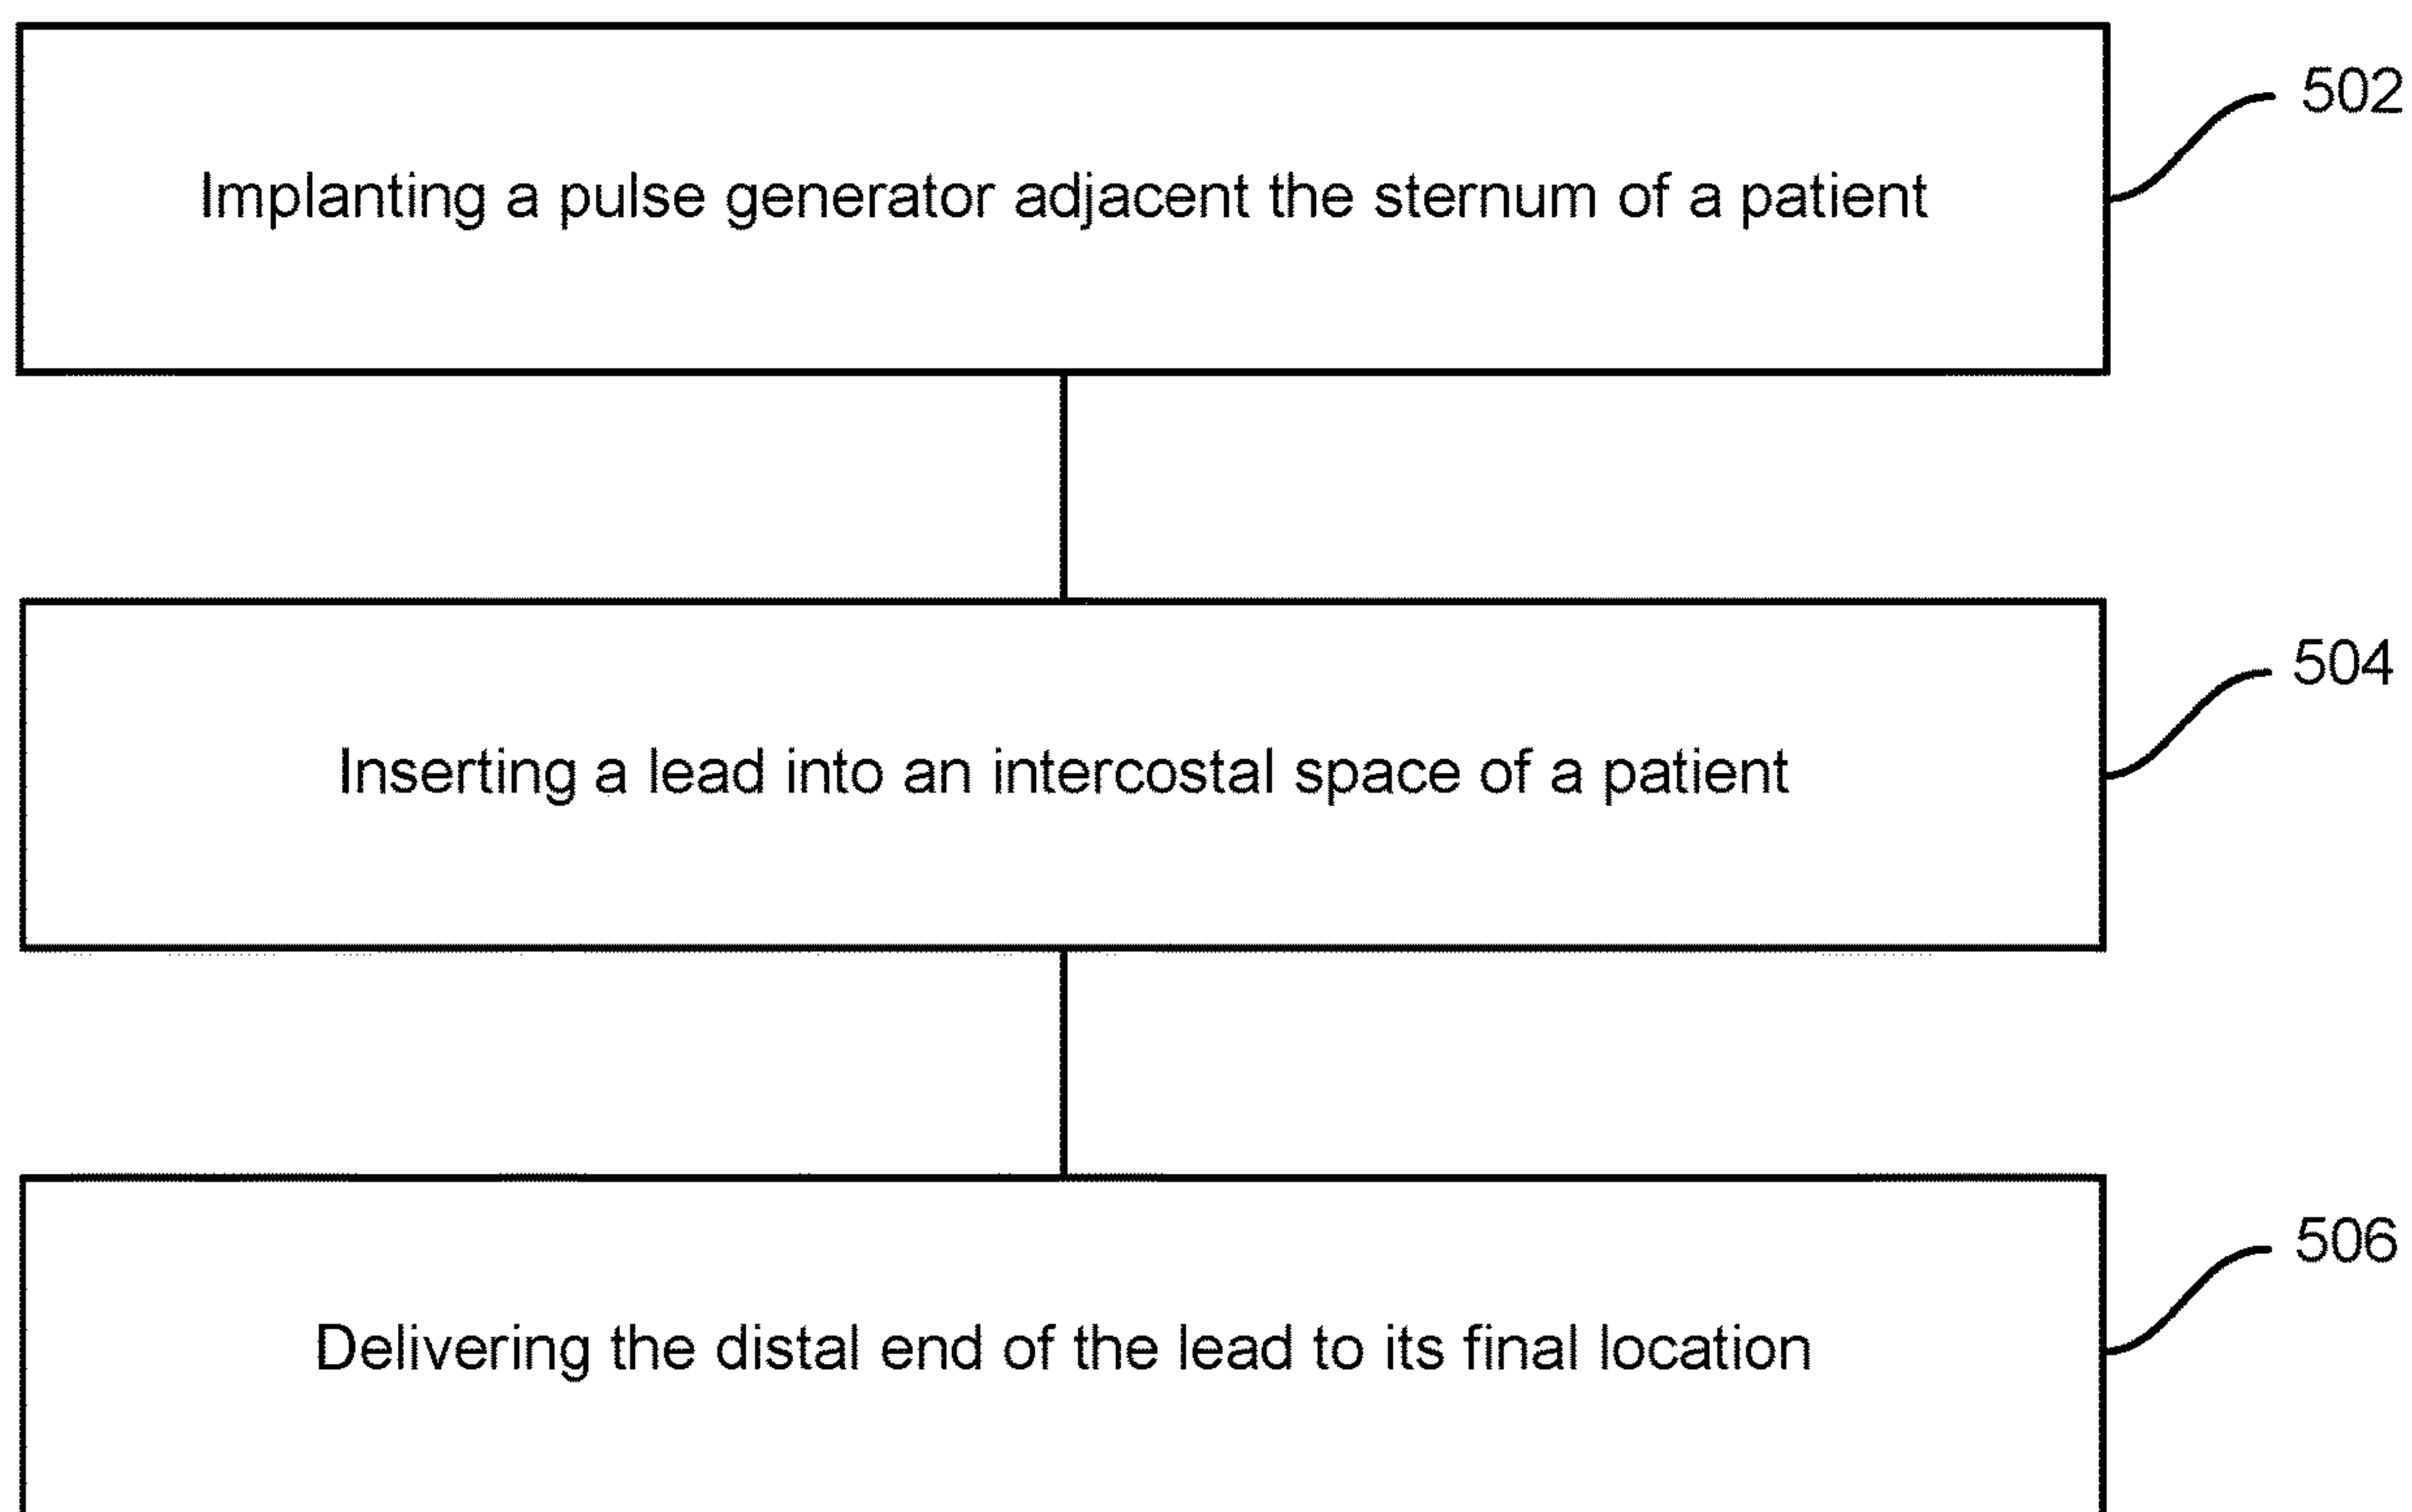 502
Implanting a pulse generator adjacent the sternum of a patient
504
Inserting a lead into an intercostal space of a patient
506
Delivering the distal end of the lead to its final location